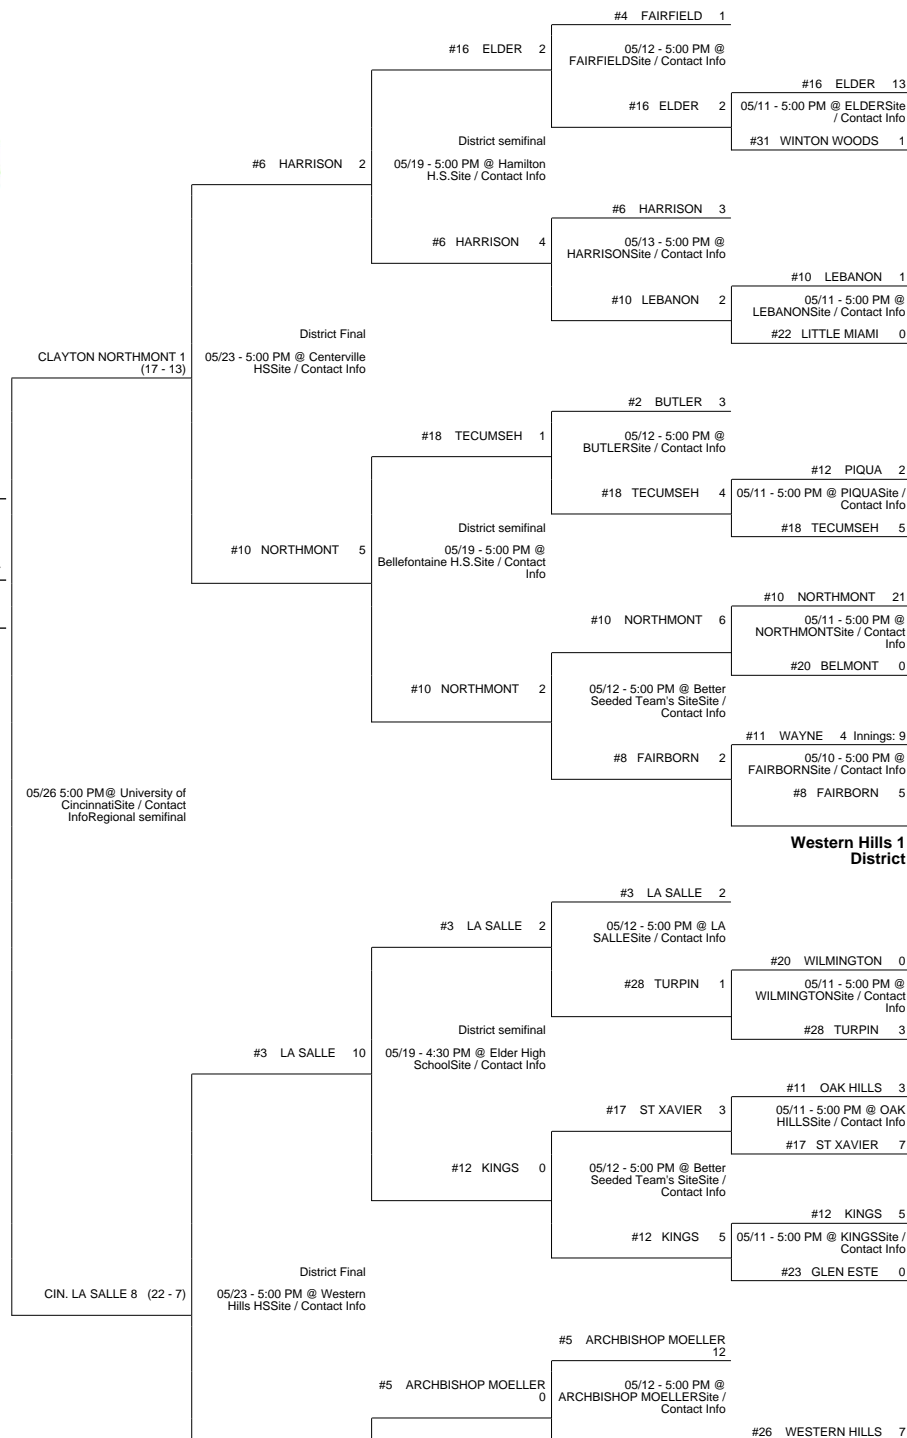 #4 FAIRFIELD 1
#16 ELDER 2
05/12 - 5:00 PM @
FAIRFIELDSite / Contact Info
#16 ELDER 13
#16 ELDER 2
05/11 - 5:00 PM @ ELDERSite
/ Contact Info
#31 WINTON WOODS 1
District semifinal
#6 HARRISON 2
05/19 - 5:00 PM @ Hamilton
H.S.Site / Contact Info
#6 HARRISON 3
#6 HARRISON 4
05/13 - 5:00 PM @
HARRISONSite / Contact Info
#10 LEBANON 1
#10 LEBANON 2
05/11 - 5:00 PM @
LEBANONSite / Contact Info
#22 LITTLE MIAMI 0
District Final
CLAYTON NORTHMONT 1
(17 - 13)
05/23 - 5:00 PM @ Centerville
HSSite / Contact Info
#2 BUTLER 3
#18 TECUMSEH 1
05/12 - 5:00 PM @
BUTLERSite / Contact Info
#12 PIQUA 2
#18 TECUMSEH 4
05/11 - 5:00 PM @ PIQUASite /
Contact Info
#18 TECUMSEH 5
District semifinal
#10 NORTHMONT 5
05/19 - 5:00 PM @
Bellefontaine H.S.Site / Contact
Info
#10 NORTHMONT 21
#10 NORTHMONT 6
05/11 - 5:00 PM @
NORTHMONTSite / Contact
Info
#20 BELMONT 0
#10 NORTHMONT 2
05/12 - 5:00 PM @ Better
Seeded Team's SiteSite /
Contact Info
#11 WAYNE 4 Innings: 9
#8 FAIRBORN 2
05/10 - 5:00 PM @
FAIRBORNSite / Contact Info
#8 FAIRBORN 5
05/26 5:00 PM@ University of
CincinnatiSite / Contact
InfoRegional semifinal
Western Hills 1
District
#3 LA SALLE 2
#3 LA SALLE 2
05/12 - 5:00 PM @ LA
SALLESite / Contact Info
#20 WILMINGTON 0
#28 TURPIN 1
05/11 - 5:00 PM @
WILMINGTONSite / Contact
Info
#28 TURPIN 3
District semifinal
#3 LA SALLE 10
05/19 - 4:30 PM @ Elder High
SchoolSite / Contact Info
#11 OAK HILLS 3
#17 ST XAVIER 3
05/11 - 5:00 PM @ OAK
HILLSSite / Contact Info
#17 ST XAVIER 7
#12 KINGS 0
05/12 - 5:00 PM @ Better
Seeded Team's SiteSite /
Contact Info
#12 KINGS 5
#12 KINGS 5
05/11 - 5:00 PM @ KINGSSite /
Contact Info
#23 GLEN ESTE 0
District Final
CIN. LA SALLE 8 (22 - 7)
05/23 - 5:00 PM @ Western
Hills HSSite / Contact Info
#5 ARCHBISHOP MOELLER
12
#5 ARCHBISHOP MOELLER
0
05/12 - 5:00 PM @
ARCHBISHOP MOELLERSite /
Contact Info
#26 WESTERN HILLS 7